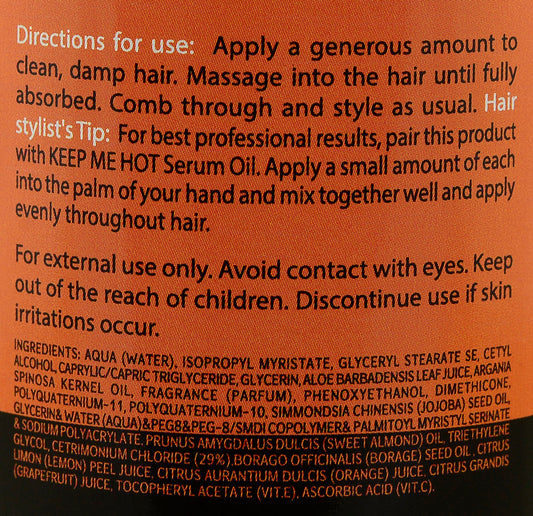 Directions for use: Apply a generous amount to
clean, damp hair. Massage into the hair until fully
absorbed. Comb through and style as usual. Hair
stylist's Tip: For best professional results, pair this product
with KEEP ME HOT Serum Oil. Apply a small amount of each
into the palm of your hand and mix together well and apply
evenly throughout hair.
For external use only. Avoid contact with eyes. Keep
out of the reach of children. Discontinue use if skin
irritations occur.
INGREDIENTS: AQUA (WATER), ISOPROPYL MYRISTATE, GLYCERYL STEARATE SE, CETYL
ALCOHOL, CAPRYLIC/CAPRIC TRIGLYCERIDE, GLYCERIN, ALOE BARBADENSIS LEAF JUICE, ARGANIA
SPINOSA KERNEL OIL, FRAGRANCE (PARFUM), PHENOXYETHANOL, DIMETHICONE,
POLYQUATERNIUM-11, POLYQUATERNIUM-10, SIMMONDSIA CHINENSIS (JOJOBA) SEED OIL,
GLYCERIN& WATER (AQUA)&PEG8&PEG-8/SMDI COPOLYMER& PALMITOYL MYRISTYL SERINATE
& SODIUM POLYACRYLATE, PRUNUS AMYGDALUS DULCIS (SWEET ALMOND) OIL, TRIETHYLENE
GLYCOL, CETRIMONIUM CHLORIDE (29%),BORAGO OFFICINALIS (BORAGE) SEED OIL, CITRUS
LIMON (LEMON) PEEL JUICE, CITRUS AURANTIUM DULCIS (ORANGE) JUICE, CITRUS GRANDIS
(GRAPEFRUIT) JUICE, TOCOPHERYL ACETATE (VIT.E), ASCORBIC ACID (VIT.C).